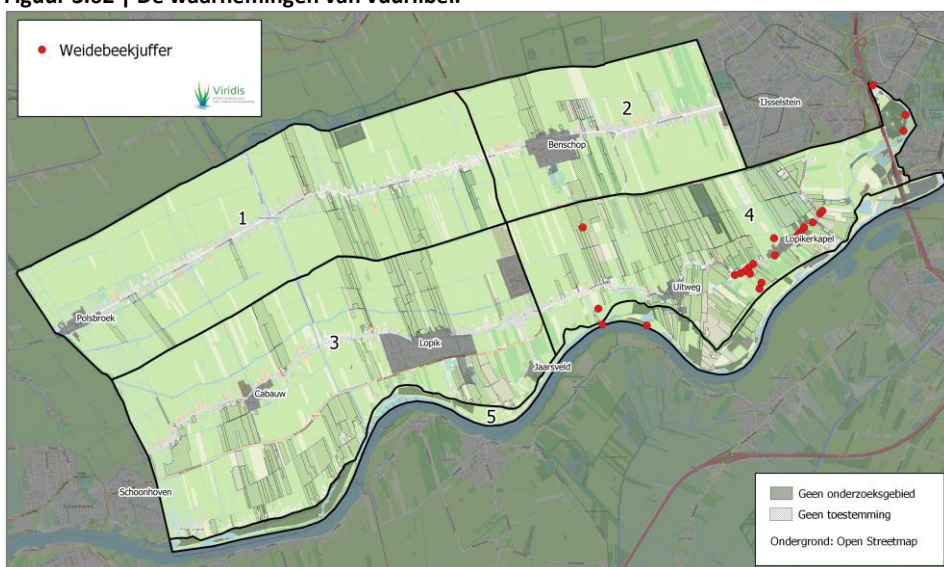 Figuur 3.62 | De waarnemingen van Vuurlibel.
Weidebeekjuffer
Viridis
2
IJsselstein
Benschop
1
4
Lopikerkapel
Polsbroek
Uitweg
3
Lopik
Jaarsveld
Cabauw
5
Schoonhoven
Geen onderzoeksgebied
Geen toestemming
Ondergrond: Open Streetmap